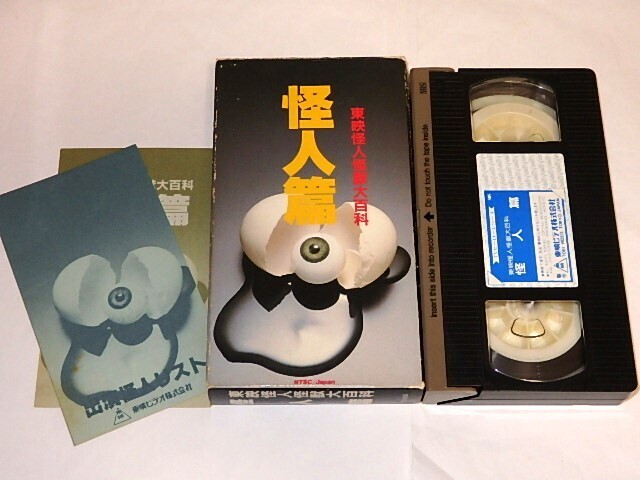 大百科
篇
出演怪人リスト
東映ビデオ株式会社
怪人篇
東映怪人怪獣大百科
NTSC/Japan
東映怪人怪獣大百科
Insert this side into recorder
Do not touch the tape inside
東映怪人怪獣大百科
怪人篇
東映ビデオ株式会社